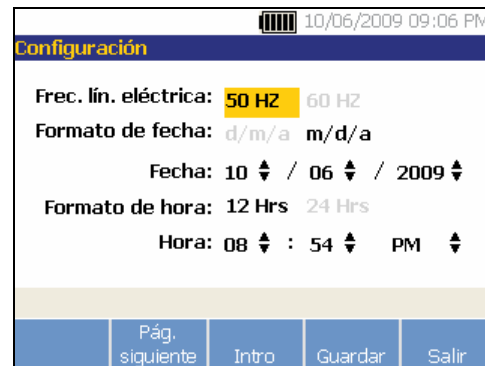 10/06/2009 09:06 PM
Configuración
Frec. lín. eléctrica: 50 HZ 60 HZ
Formato de fecha: d/m/a m/d/a
Fecha: 10 / 06 / 2009
Formato de hora: 12 Hrs 24 Hrs
Hora: 08 : 54 PM
Pág. siguiente Intro Guardar Salir